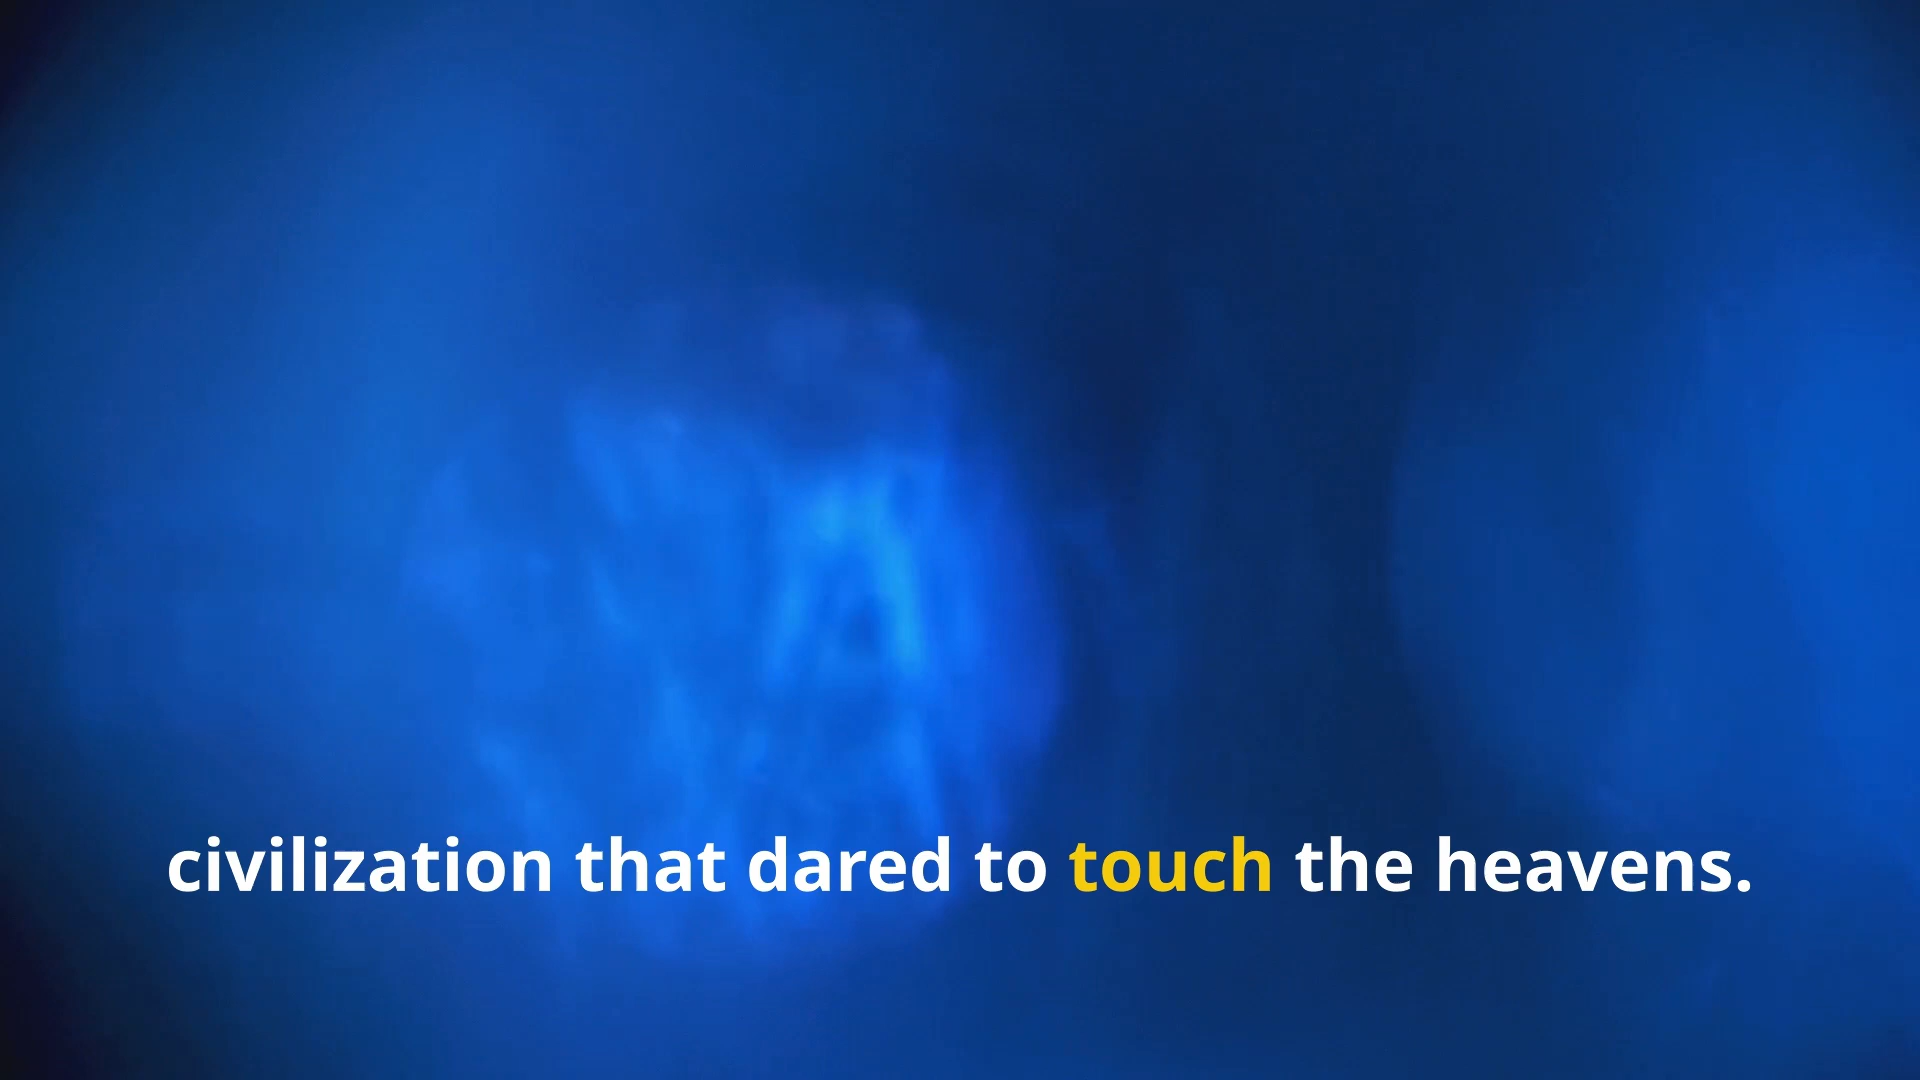 civilization that dared to touch the heavens.